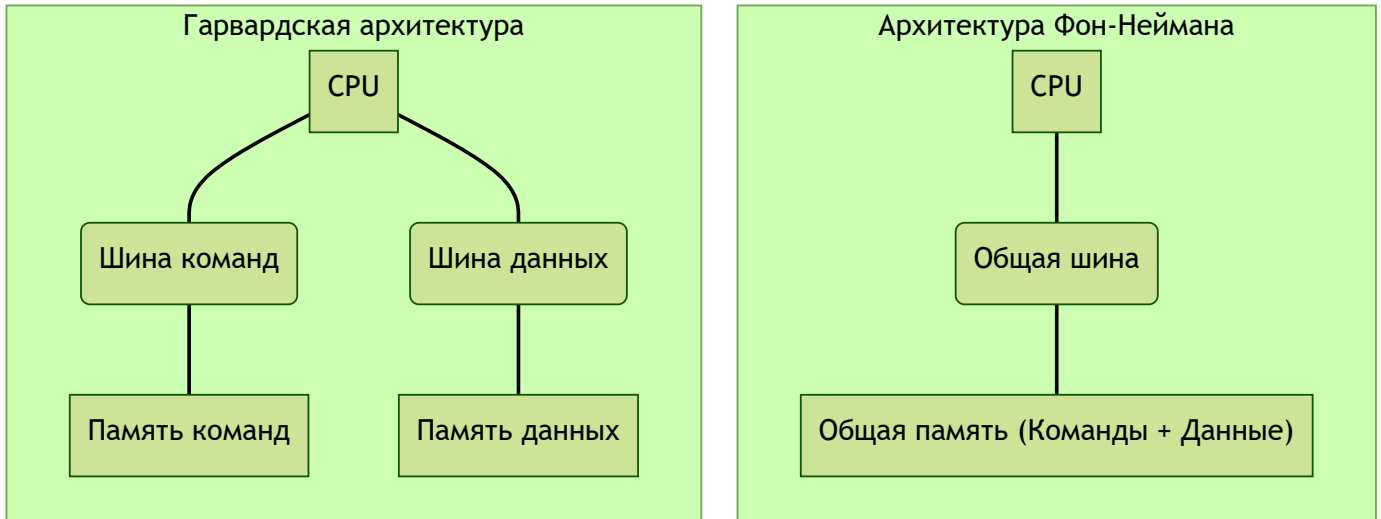 Гарвардская архитектура
CPU
Шина команд
Шина данных
Память команд
Память данных
Архитектура Фон-Неймана
CPU
Общая шина
Общая память (Команды + Данные)